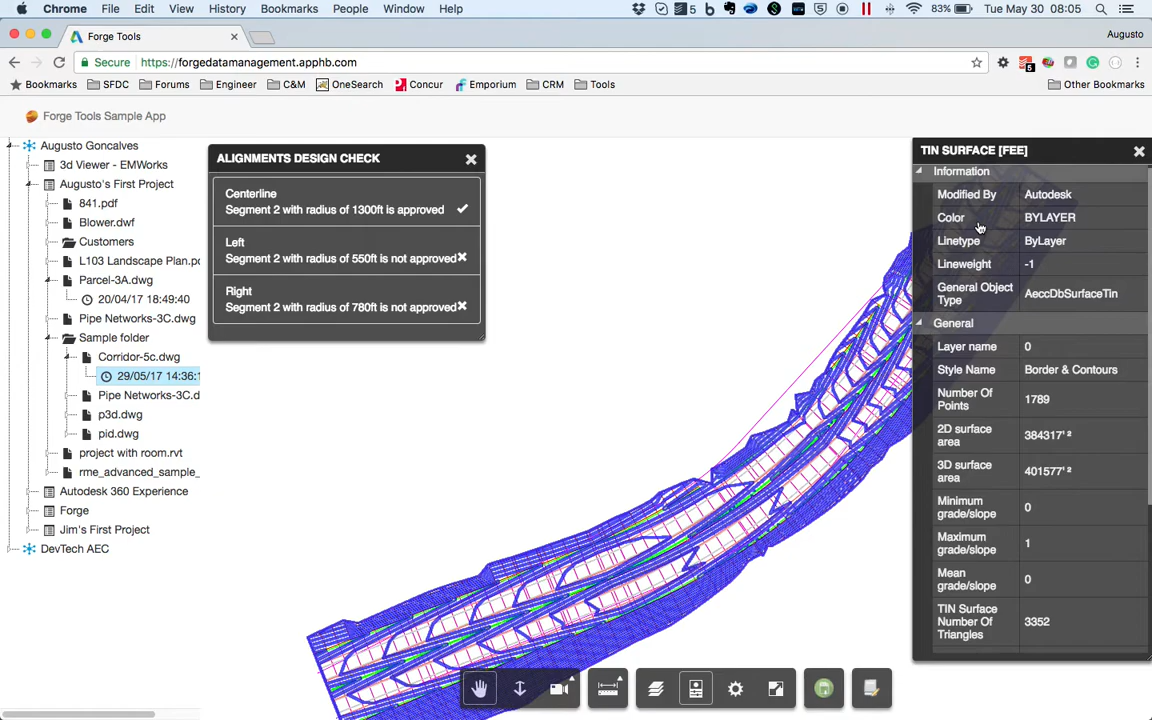 Chrome File Edit View History Bookmarks People Window Help 5 83% Tue May 30 08:05
Forge Tools Augusto
Secure https://forgedatamanagement.apphb.com 5
Bookmarks SFDC Forums Engineer C&M OneSearch Concur Emporium CRM Tools Other Bookmarks
Forge Tools Sample App
Augusto Goncalves
3d Viewer - EMWorks
Augusto's First Project
841.pdf
Blower.dwf
Customers
L103 Landscape Plan.pc
Parcel-3A.dwg
20/04/17 18:49:40
Pipe Networks-3C.dwg
Sample folder
Corridor-5c.dwg
29/05/17 14:36:1
Pipe Networks-3C.d
p3d.dwg
pid.dwg
project with room.rvt
rme_advanced_sample_
Autodesk 360 Experience
Forge
Jim's First Project
DevTech AEC
ALIGNMENTS DESIGN CHECK
Centerline
Segment 2 with radius of 1300ft is approved
Left
Segment 2 with radius of 550ft is not approved
Right
Segment 2 with radius of 780ft is not approved
TIN SURFACE [FEE]
Information
Modified By Autodesk
Color BYLAYER
Linetype ByLayer
Lineweight -1
General Object
Type AeccDbSurfaceTin
General
Layer name 0
Style Name Border & Contours
Number Of
Points 1789
2D surface
area 384317' ²
3D surface
area 401577' ²
Minimum
grade/slope 0
Maximum
grade/slope 1
Mean
grade/slope 0
TIN Surface
Number Of
Triangles 3352